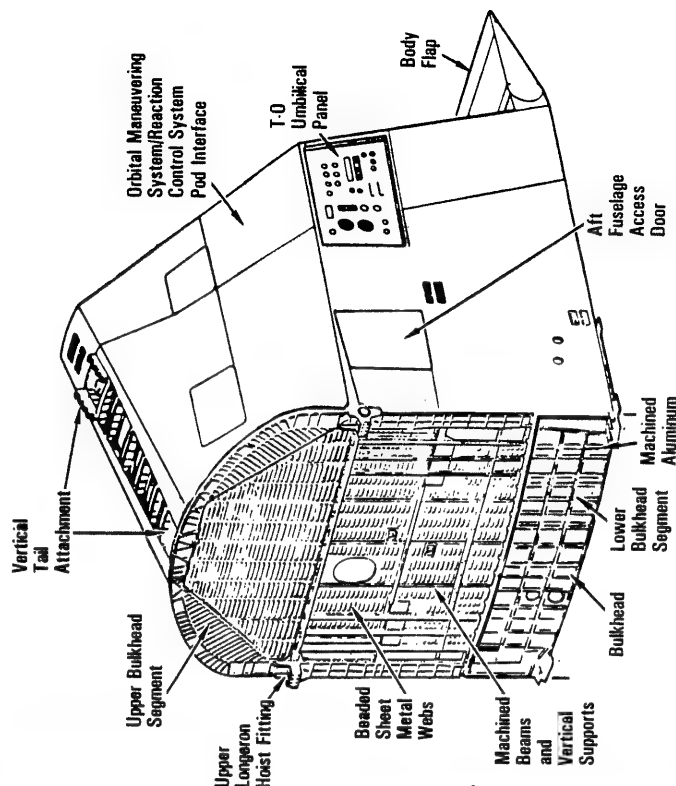 Vertical
Tail
Attachment
Orbital Maneuvering
System/Reaction
Control System
Pod Interface
T-0
Umbilical
Panel
Body
Flap
Upper Bulkhead
Segment
Upper
Longeron
Hoist Fitting
Beaded
Sheet
Metal
Webs
Machined
Beams
and
Vertical
Supports
Bulkhead
Lower
Bulkhead
Segment
Machined
Aluminum
Aft
Fuselage
Access
Door